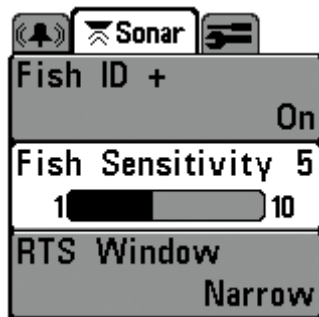 Sonar
Fish ID +
On
Fish Sensitivity 5
1 10
RTS Window
Narrow